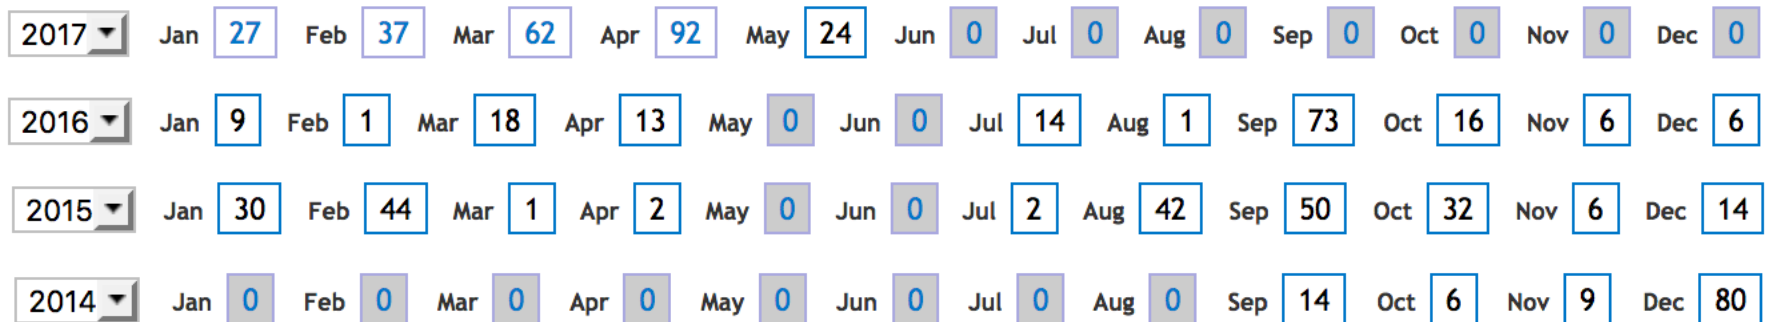 2017 Jan 27 Feb 37 Mar 62 Apr 92 May 24 Jun 0 Jul 0 Aug 0 Sep 0 Oct 0 Nov 0 Dec 0
2016 Jan 9 Feb 1 Mar 18 Apr 13 May 0 Jun 0 Jul 14 Aug 1 Sep 73 Oct 16 Nov 6 Dec 6
2015 Jan 30 Feb 44 Mar 1 Apr 2 May 0 Jun 0 Jul 2 Aug 42 Sep 50 Oct 32 Nov 6 Dec 14
2014 Jan 0 Feb 0 Mar 0 Apr 0 May 0 Jun 0 Jul 0 Aug 0 Sep 14 Oct 6 Nov 9 Dec 80